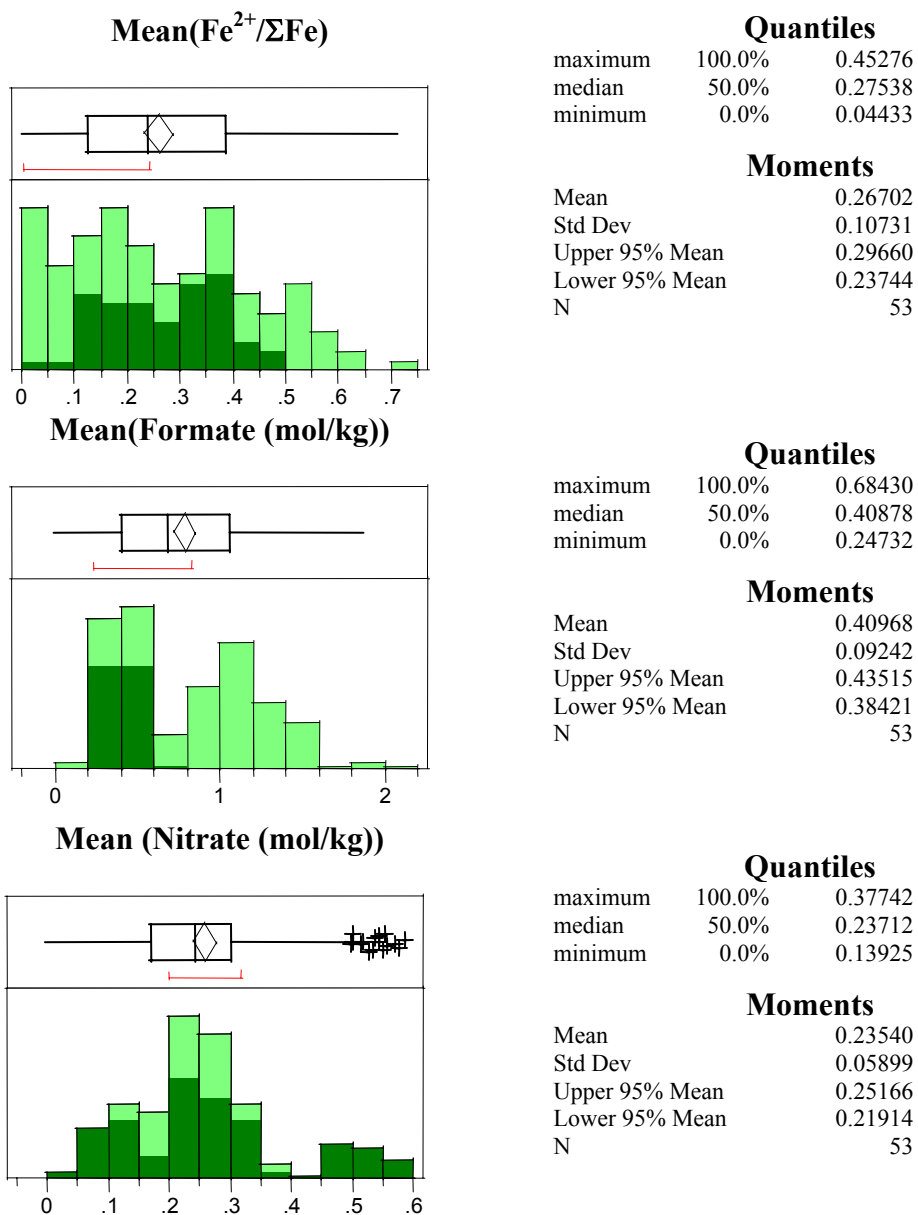 Mean(Fe²⁺/ΣFe)
0 .1 .2 .3 .4 .5 .6 .7
Quantiles
maximum 100.0% 0.45276
median 50.0% 0.27538
minimum 0.0% 0.04433
Moments
Mean 0.26702
Std Dev 0.10731
Upper 95% Mean 0.29660
Lower 95% Mean 0.23744
N 53
Mean(Formate (mol/kg))
0 1 2
Quantiles
maximum 100.0% 0.68430
median 50.0% 0.40878
minimum 0.0% 0.24732
Moments
Mean 0.40968
Std Dev 0.09242
Upper 95% Mean 0.43515
Lower 95% Mean 0.38421
N 53
Mean (Nitrate (mol/kg))
0 .1 .2 .3 .4 .5 .6
Quantiles
maximum 100.0% 0.37742
median 50.0% 0.23712
minimum 0.0% 0.13925
Moments
Mean 0.23540
Std Dev 0.05899
Upper 95% Mean 0.25166
Lower 95% Mean 0.21914
N 53